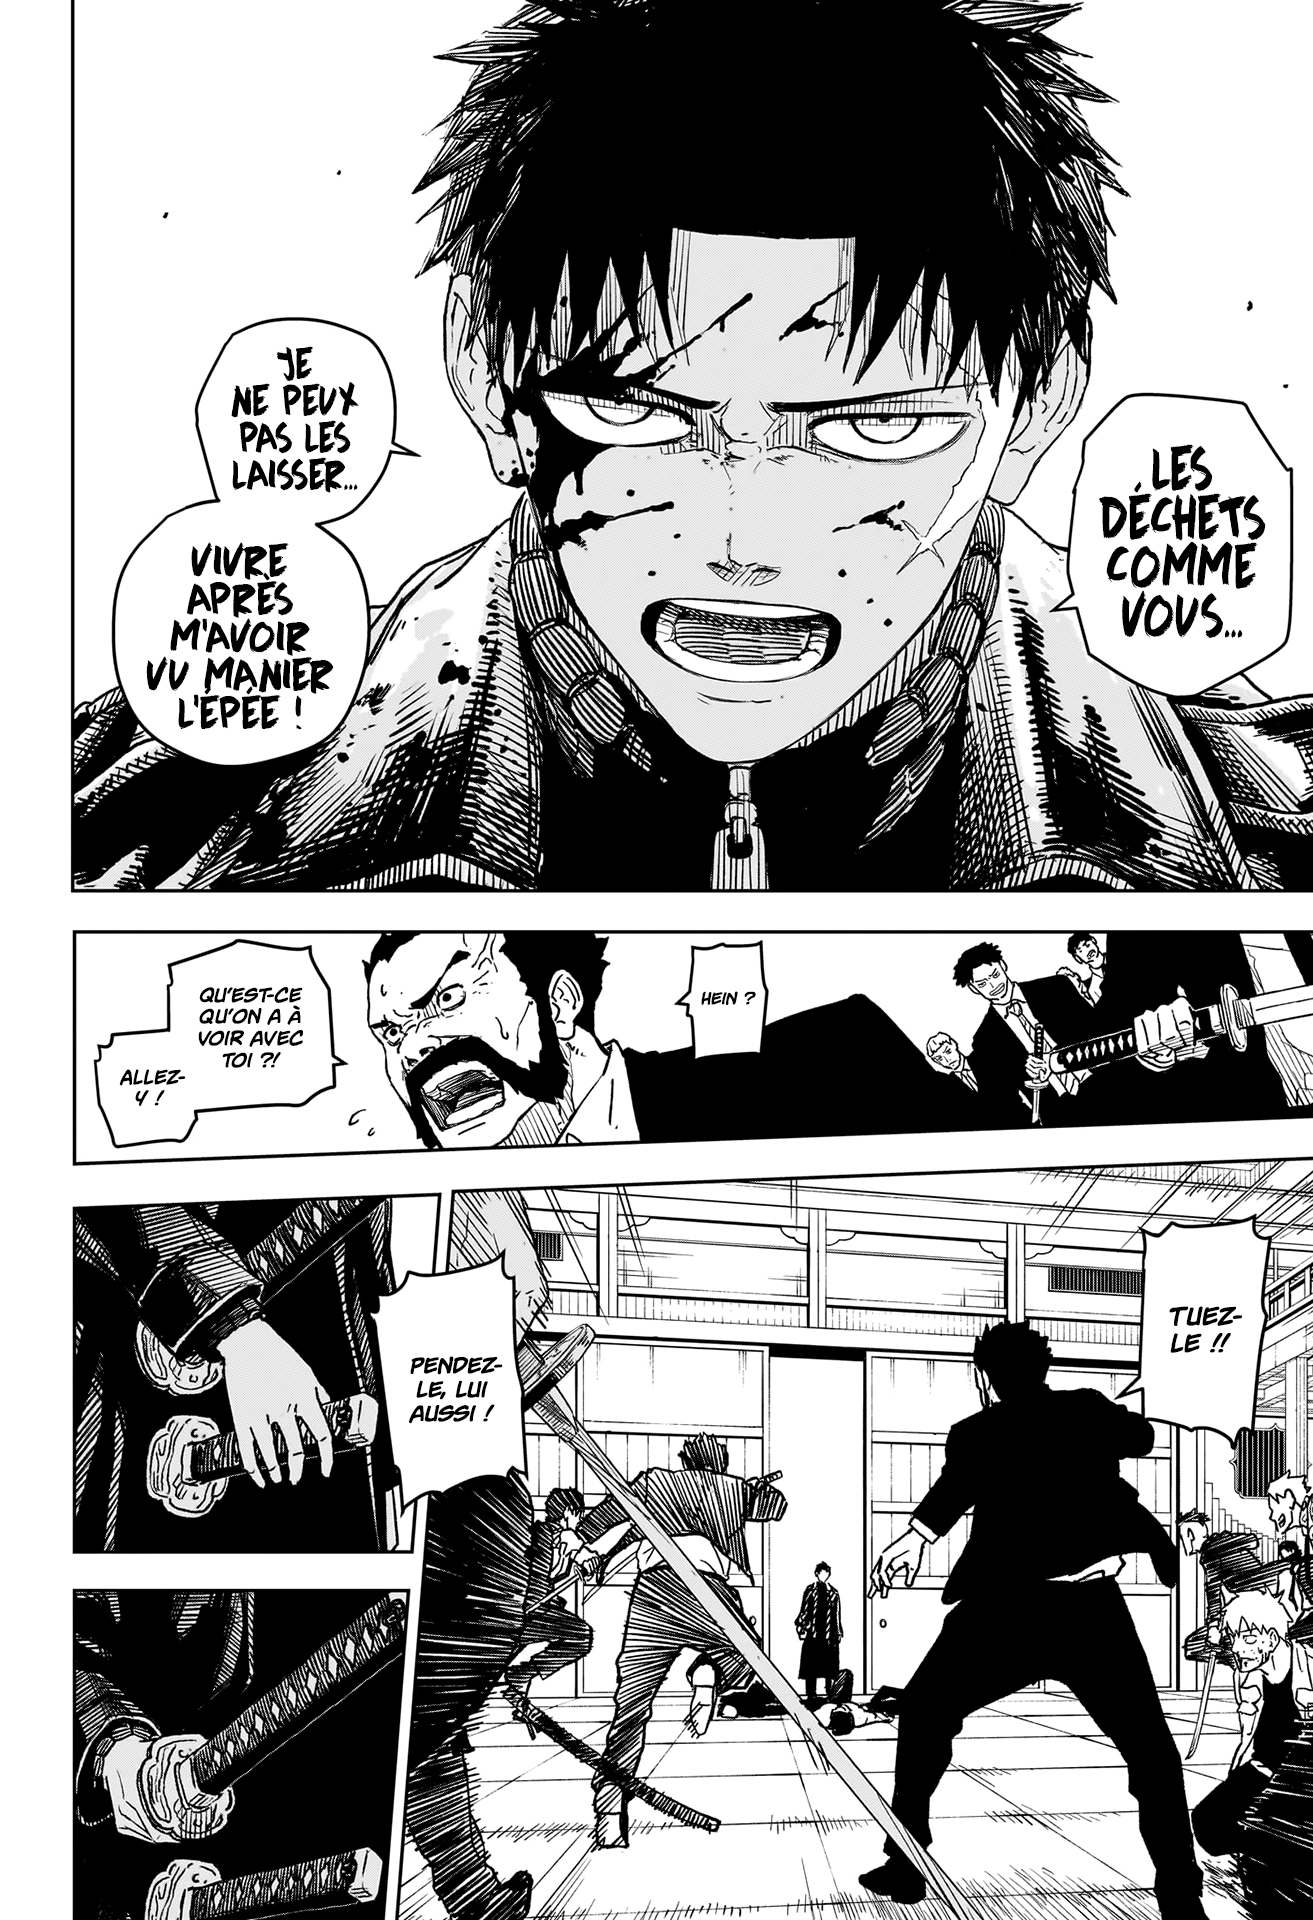 LES
DÉCHETS
COMME
VOUS...
JE
NE PEUX
PAS LES
LAISSER...
VIVRE
APRÈS
M'AVOIR
VU MANIER
L'ÉPÉE !
HEIN ?
QU'EST-CE
QU'ON A À
VOIR AVEC
TOI ?!
ALLEZ-
Y !
TUEZ-
LE !!
PENDEZ-
LE, LUI
AUSSI !